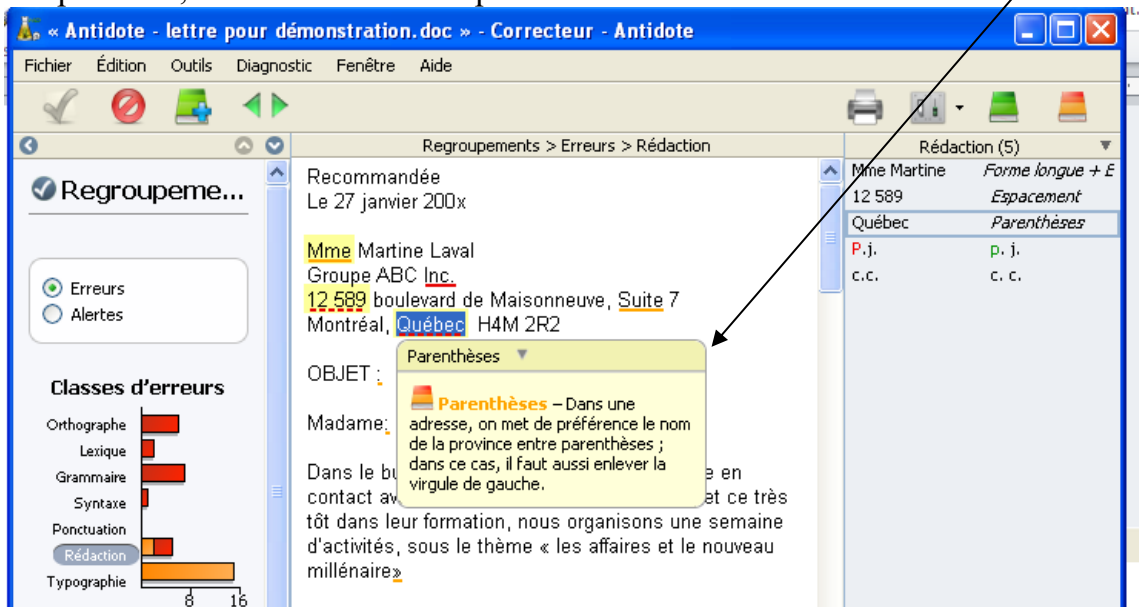 « Antidote - lettre pour démonstration.doc » - Correcteur - Antidote
Fichier Édition Outils Diagnostic Fenêtre Aide
Regroupements > Erreurs > Rédaction
Rédaction (5)
Regroupeme...
Erreurs
Alertes
Classes d'erreurs
Orthographe
Lexique
Grammaire
Syntaxe
Ponctuation
Rédaction
Typographie
8 16
Recommandée
Le 27 janvier 200x
Mme Martine Laval
Groupe ABC Inc.
12 589 boulevard de Maisonneuve, Suite 7
Montréal, Québec H4M 2R2
OBJET :
Madame:
Parenthèses
Parenthèses – Dans une
adresse, on met de préférence le nom
de la province entre parenthèses ;
dans ce cas, il faut aussi enlever la
virgule de gauche.
Dans le bu e en
contact av et ce très
tôt dans leur formation, nous organisons une semaine
d'activités, sous le thème « les affaires et le nouveau
millénaire»
Mme Martine Forme longue + E
12 589 Espacement
Québec Parenthèses
P.j. p. j.
c.c. c. c.